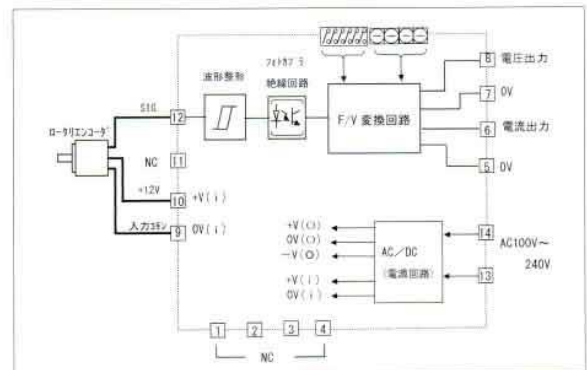 波形整形
フォトカプラ
絶縁回路
F/V 変換回路
8 電圧出力
7 0V
6 電流出力
5 0V
SIG
12
ロータリエンコーダ
NC 11
+12V
10 +V(i)
入力コモン
9 0V(i)
+V(O)
0V(O)
-V(O)
+V(i)
0V(i)
AC/DC
(電源回路)
14
AC100V~
240V
13
1 2 3 4
NC